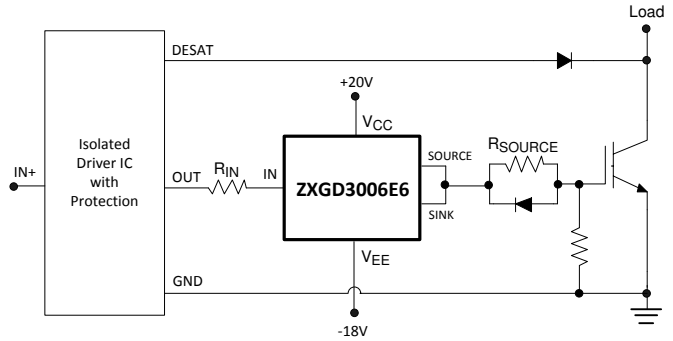 Load
DESAT
+20V
VCC
Isolated
Driver IC
with
Protection
IN+
OUT
RIN
IN
ZXGD3006E6
SOURCE
SINK
RSOURCE
VEE
GND
-18V